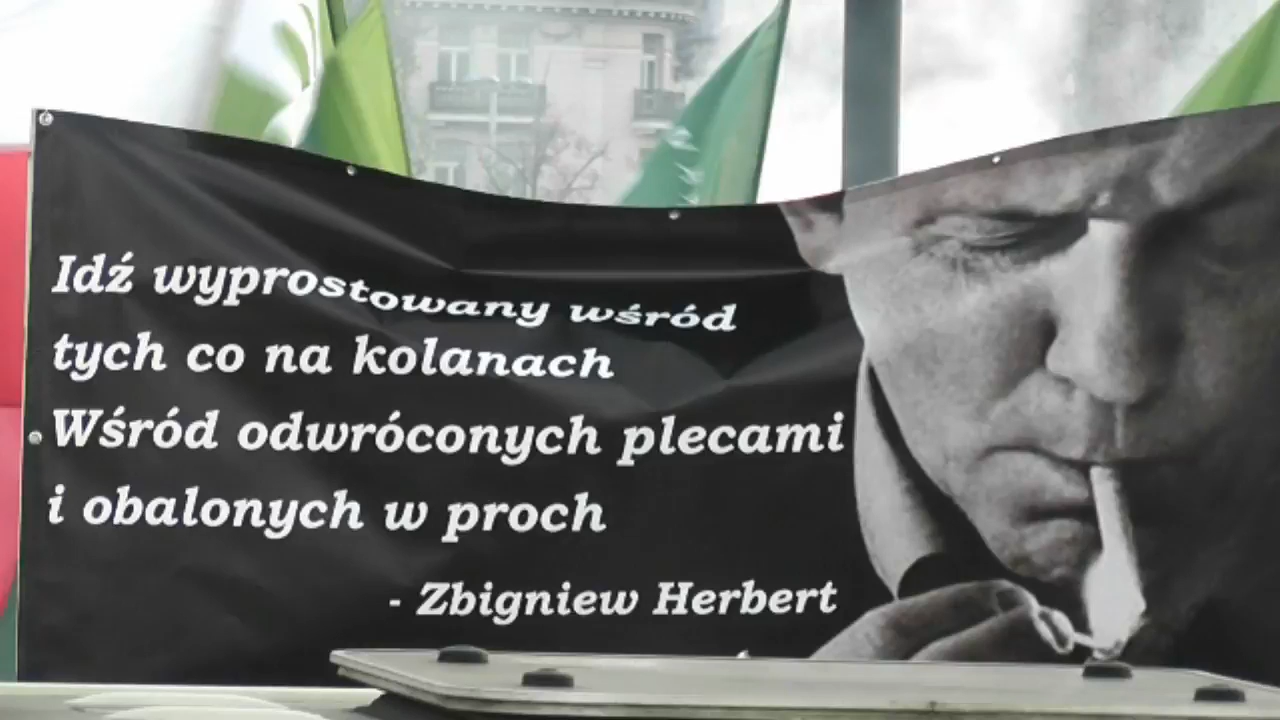 Idź wyprostowany wśród
tych co na kolanach
Wśród odwróconych plecami
i obalonych w proch
- Zbigniew Herbert